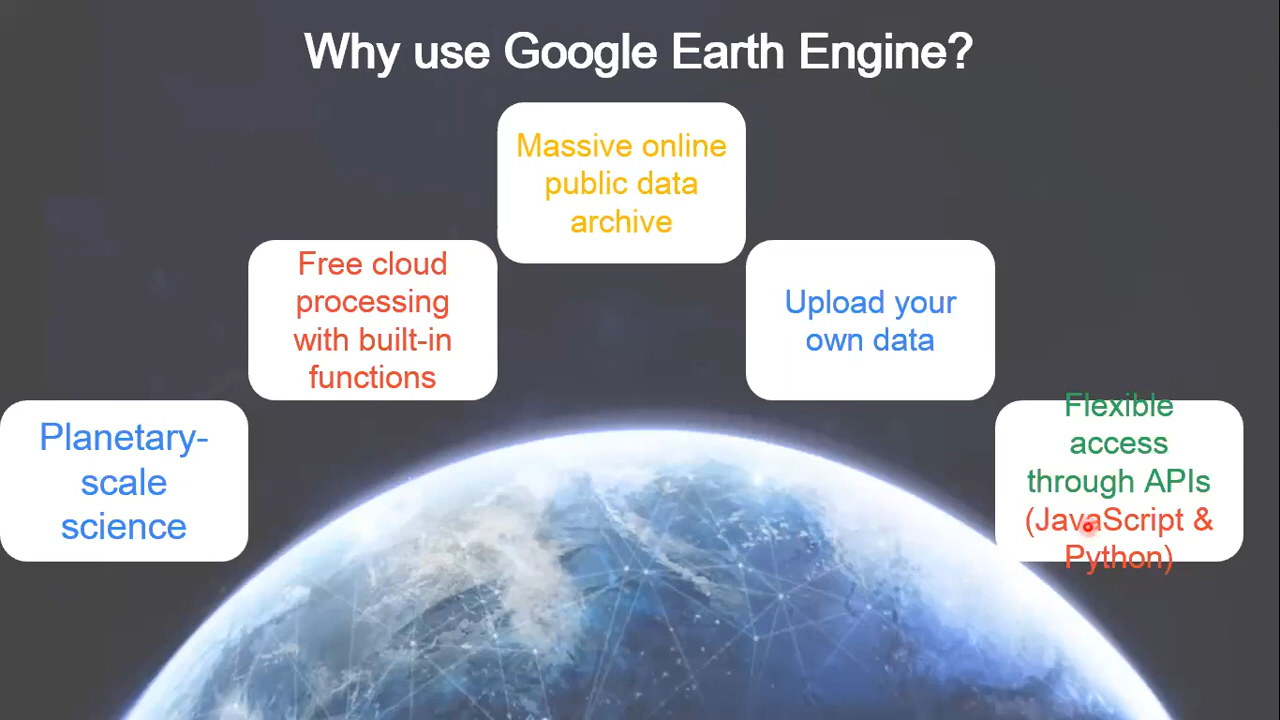 Why use Google Earth Engine?
Planetary-
scale
science
Free cloud
processing
with built-in
functions
Massive online
public data
archive
Upload your
own data
Flexible
access
through APIs
(JavaScript &
Python)